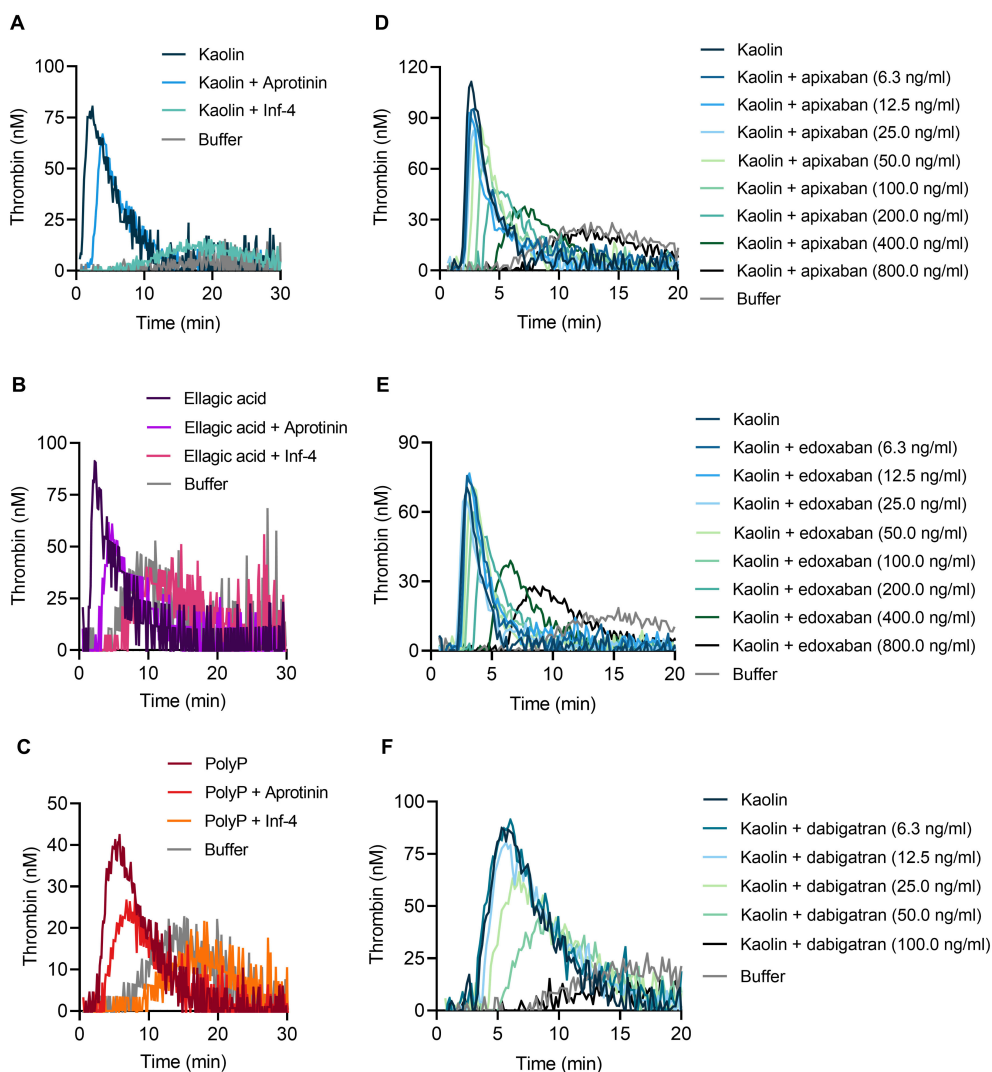 A
Kaolin
Kaolin + Aprotinin
Kaolin + Inf-4
Buffer
Thrombin (nM)
100
75
50
25
0
0
10
20
30
Time (min)
D
Kaolin
Kaolin + apixaban (6.3 ng/ml)
Kaolin + apixaban (12.5 ng/ml)
Kaolin + apixaban (25.0 ng/ml)
Kaolin + apixaban (50.0 ng/ml)
Kaolin + apixaban (100.0 ng/ml)
Kaolin + apixaban (200.0 ng/ml)
Kaolin + apixaban (400.0 ng/ml)
Kaolin + apixaban (800.0 ng/ml)
Buffer
Thrombin (nM)
120
90
60
30
0
0
5
10
15
20
Time (min)
B
Ellagic acid
Ellagic acid + Aprotinin
Ellagic acid + Inf-4
Buffer
Thrombin (nM)
100
75
50
25
0
0
10
20
30
Time (min)
E
Kaolin
Kaolin + edoxaban (6.3 ng/ml)
Kaolin + edoxaban (12.5 ng/ml)
Kaolin + edoxaban (25.0 ng/ml)
Kaolin + edoxaban (50.0 ng/ml)
Kaolin + edoxaban (100.0 ng/ml)
Kaolin + edoxaban (200.0 ng/ml)
Kaolin + edoxaban (400.0 ng/ml)
Kaolin + edoxaban (800.0 ng/ml)
Buffer
Thrombin (nM)
90
60
30
0
0
5
10
15
20
Time (min)
C
PolyP
PolyP + Aprotinin
PolyP + Inf-4
Buffer
Thrombin (nM)
50
40
30
20
10
0
0
10
20
30
Time (min)
F
Kaolin
Kaolin + dabigatran (6.3 ng/ml)
Kaolin + dabigatran (12.5 ng/ml)
Kaolin + dabigatran (25.0 ng/ml)
Kaolin + dabigatran (50.0 ng/ml)
Kaolin + dabigatran (100.0 ng/ml)
Buffer
Thrombin (nM)
100
75
50
25
0
0
5
10
15
20
Time (min)